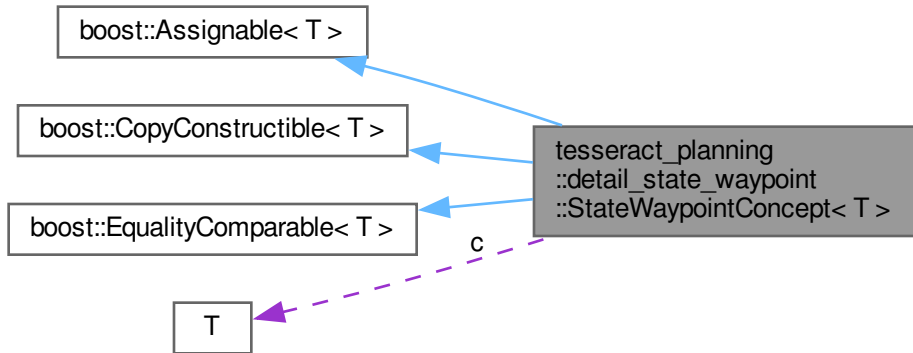 boost::Assignable< T >
boost::CopyConstructible< T >
boost::EqualityComparable< T >
T
c
tesseract_planning
::detail_state_waypoint
::StateWaypointConcept< T >